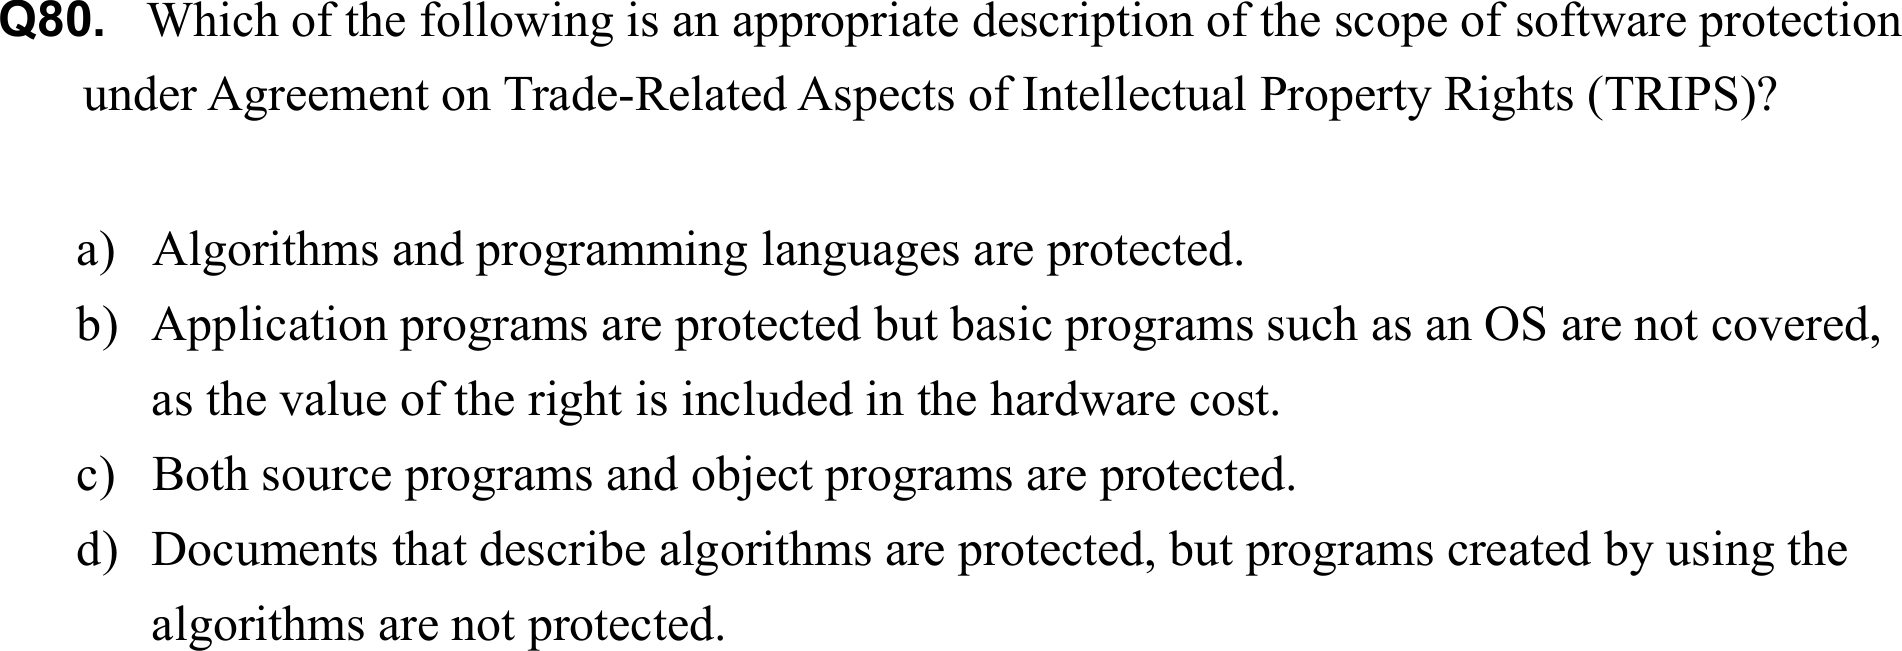 Q80. Which of the following is an appropriate description of the scope of software protection
under Agreement on Trade-Related Aspects of Intellectual Property Rights (TRIPS)?
a) Algorithms and programming languages are protected.
b) Application programs are protected but basic programs such as an OS are not covered,
as the value of the right is included in the hardware cost.
c) Both source programs and object programs are protected.
d) Documents that describe algorithms are protected, but programs created by using the
algorithms are not protected.